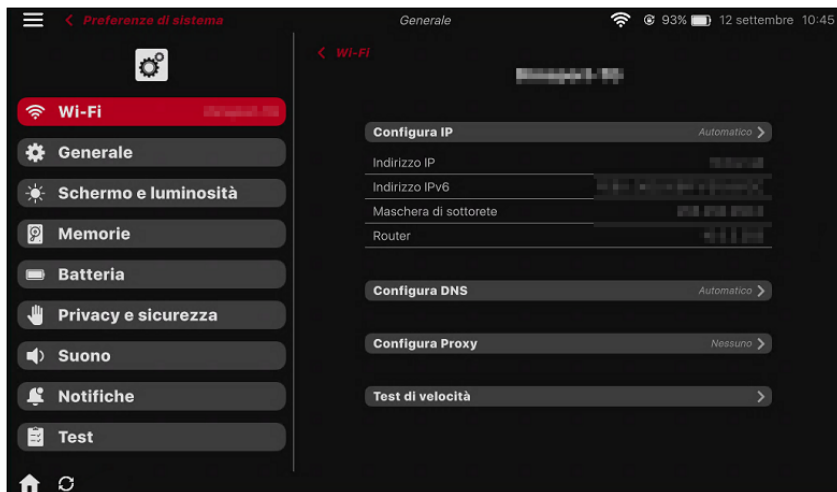 Preferenze di sistema
Generale
93%
12 settembre 10:45
Wi-Fi
Generale
Schermo e luminosità
Memorie
Batteria
Privacy e sicurezza
Suono
Notifiche
Test
Wi-Fi
Configura IP Automatico
Indirizzo IP
Indirizzo IPv6
Maschera di sottorete
Router
Configura DNS Automatico
Configura Proxy Nessuno
Test di velocità